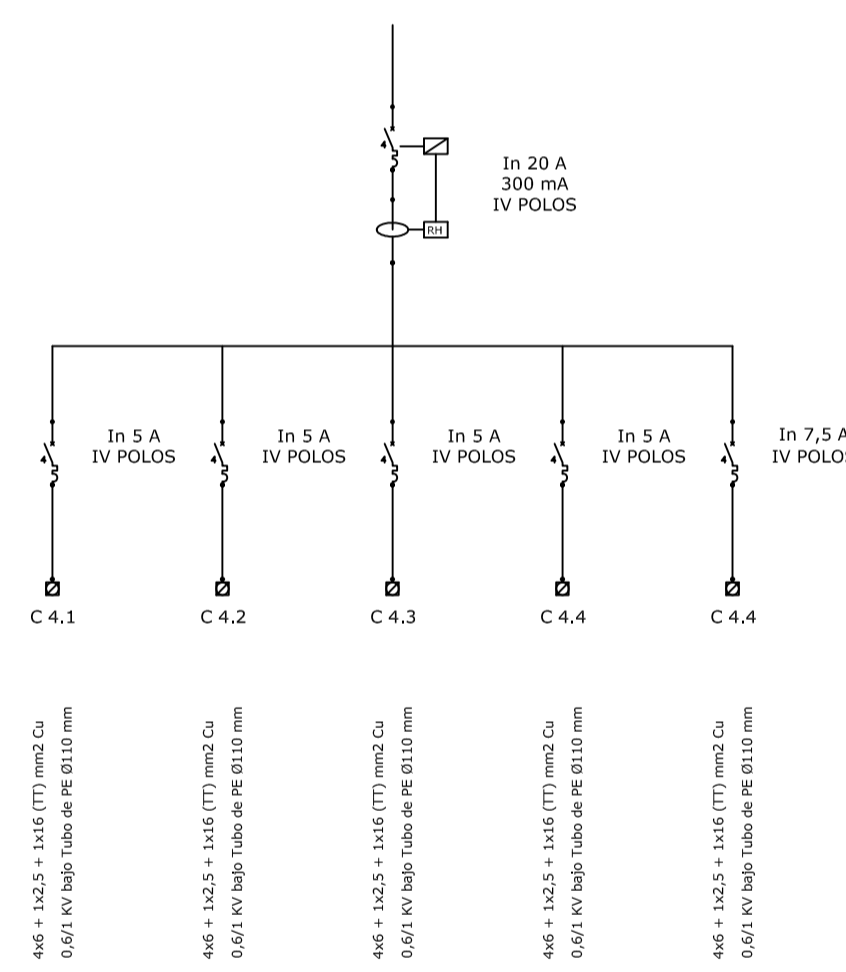 4
In 20 A
300 mA
IV POLOS
RH
In 5 A
IV POLOS
In 5 A
IV POLOS
In 5 A
IV POLOS
In 5 A
IV POLOS
In 7,5 A
IV POLOS
4
4
4
4
4
C 4.1
C 4.2
C 4.3
C 4.4
C 4.4
4x6 + 1x2,5 + 1x16 (TT) mm2 Cu
0,6/1 KV bajo Tubo de PE Ø110 mm
4x6 + 1x2,5 + 1x16 (TT) mm2 Cu
0,6/1 KV bajo Tubo de PE Ø110 mm
4x6 + 1x2,5 + 1x16 (TT) mm2 Cu
0,6/1 KV bajo Tubo de PE Ø110 mm
4x6 + 1x2,5 + 1x16 (TT) mm2 Cu
0,6/1 KV bajo Tubo de PE Ø110 mm
4x6 + 1x2,5 + 1x16 (TT) mm2 Cu
0,6/1 KV bajo Tubo de PE Ø110 mm